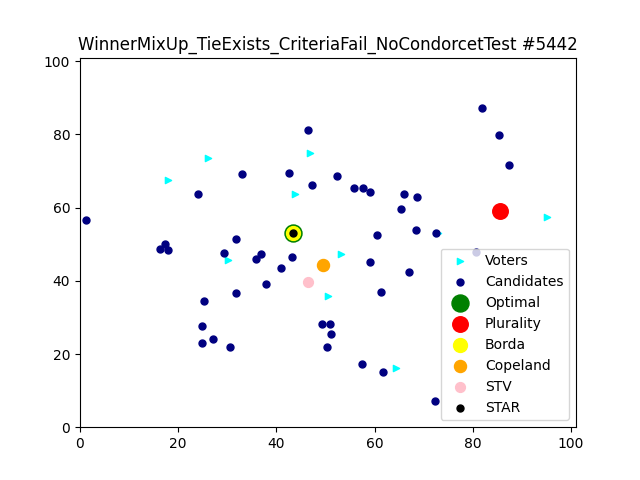 WinnerMixUp_TieExists_CriteriaFail_NoCondorcetTest #5442
100
80
60
40
20
0
0 20 40 60 80 100
Voters
Candidates
Optimal
Plurality
Borda
Copeland
STV
STAR